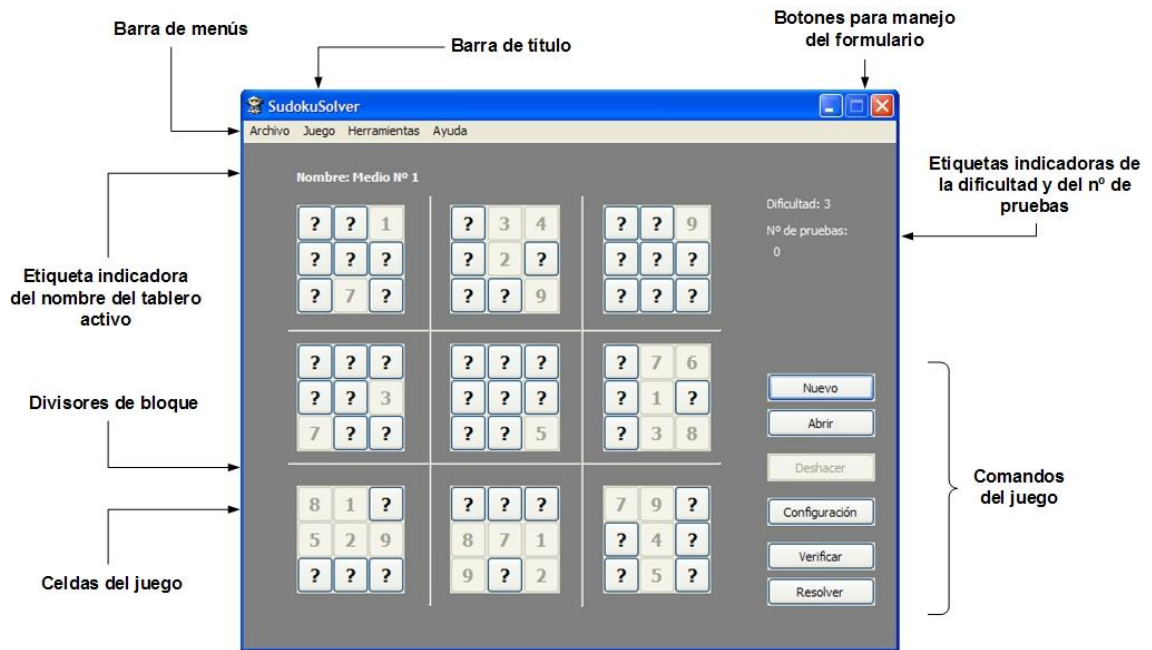 Barra de menús
Barra de título
Botones para manejo
del formulario
SudokuSolver
Archivo Juego Herramientas Ayuda
Nombre: Medio Nº 1
Etiquetas indicadoras de
la dificultad y del nº de
pruebas
Dificultad: 3
Nº de pruebas:
0
? ? 1 ? 3 4 ? ? 9
? ? ? ? 2 ? ? ? ?
? 7 ? ? ? 9 ? ? ?
Etiqueta indicadora
del nombre del tablero
activo
? ? ? ? ? ? ? 7 6
? ? 3 ? ? ? ? 1 ?
7 ? ? ? ? 5 ? 3 8
Divisores de bloque
Nuevo
Abrir
Deshacer
Configuración
Verificar
Resolver
Comandos
del juego
8 1 ? ? ? ? 7 9 ?
5 2 9 8 7 1 ? 4 ?
? ? ? 9 ? 2 ? 5 ?
Celdas del juego